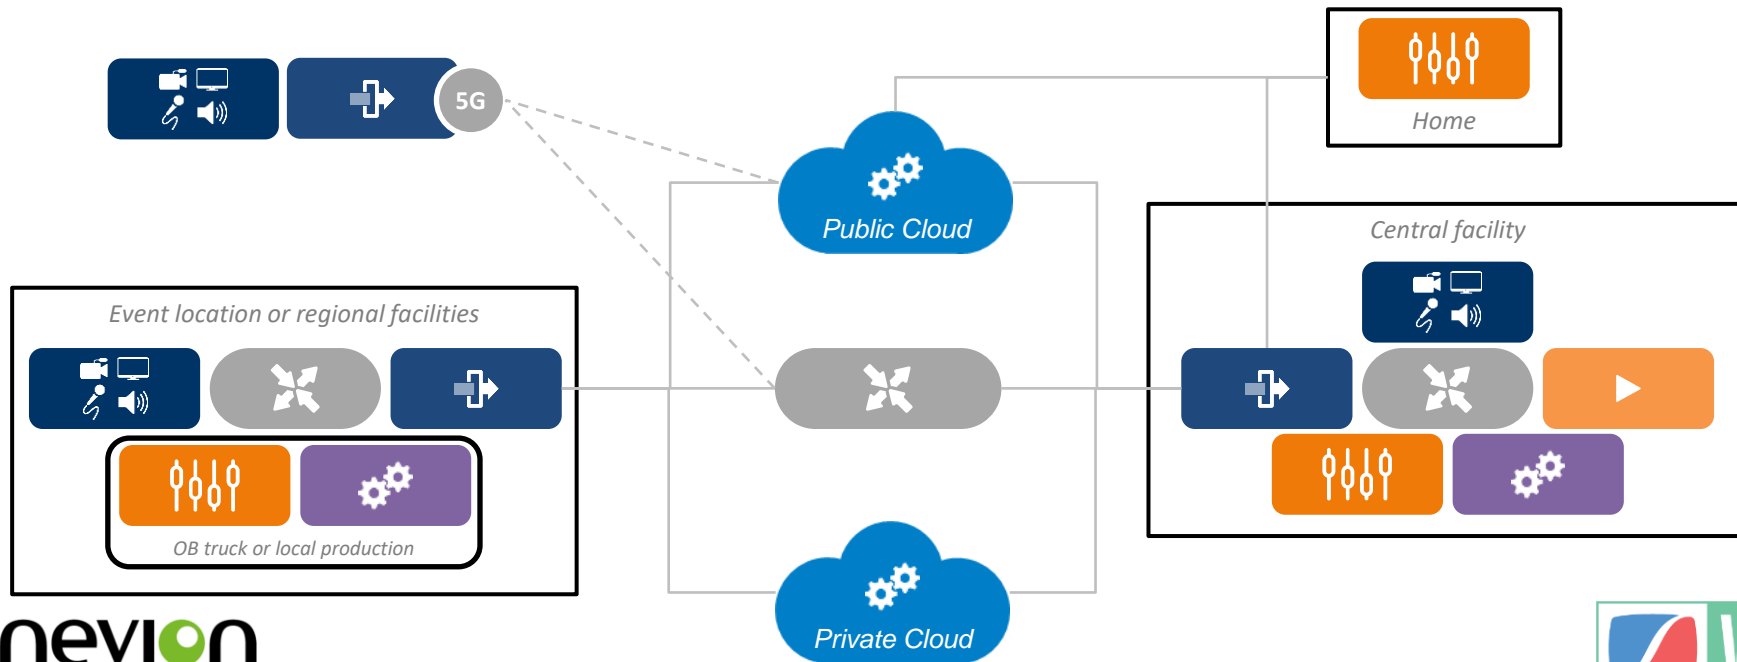 5G
Home
Public Cloud
Central facility
Event location or regional facilities
OB truck or local production
Private Cloud
nevion